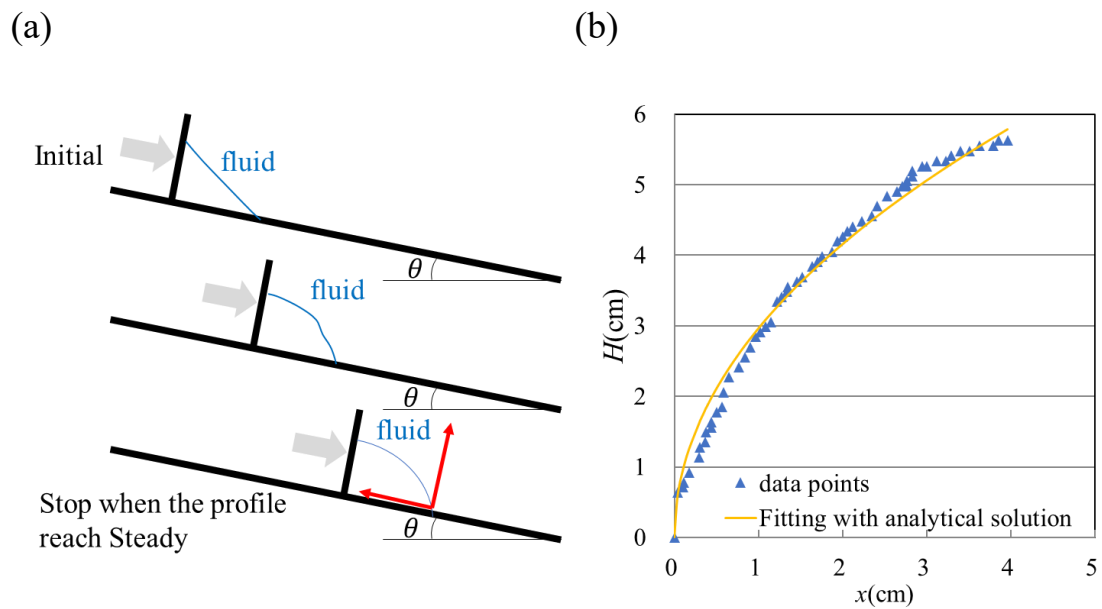 (a)
Initial
fluid
θ
fluid
θ
fluid
Stop when the profile
reach Steady
θ
(b)
H(cm)
6
5
4
3
2
1
0
data points
Fitting with analytical solution
0 1 2 3 4 5
x(cm)